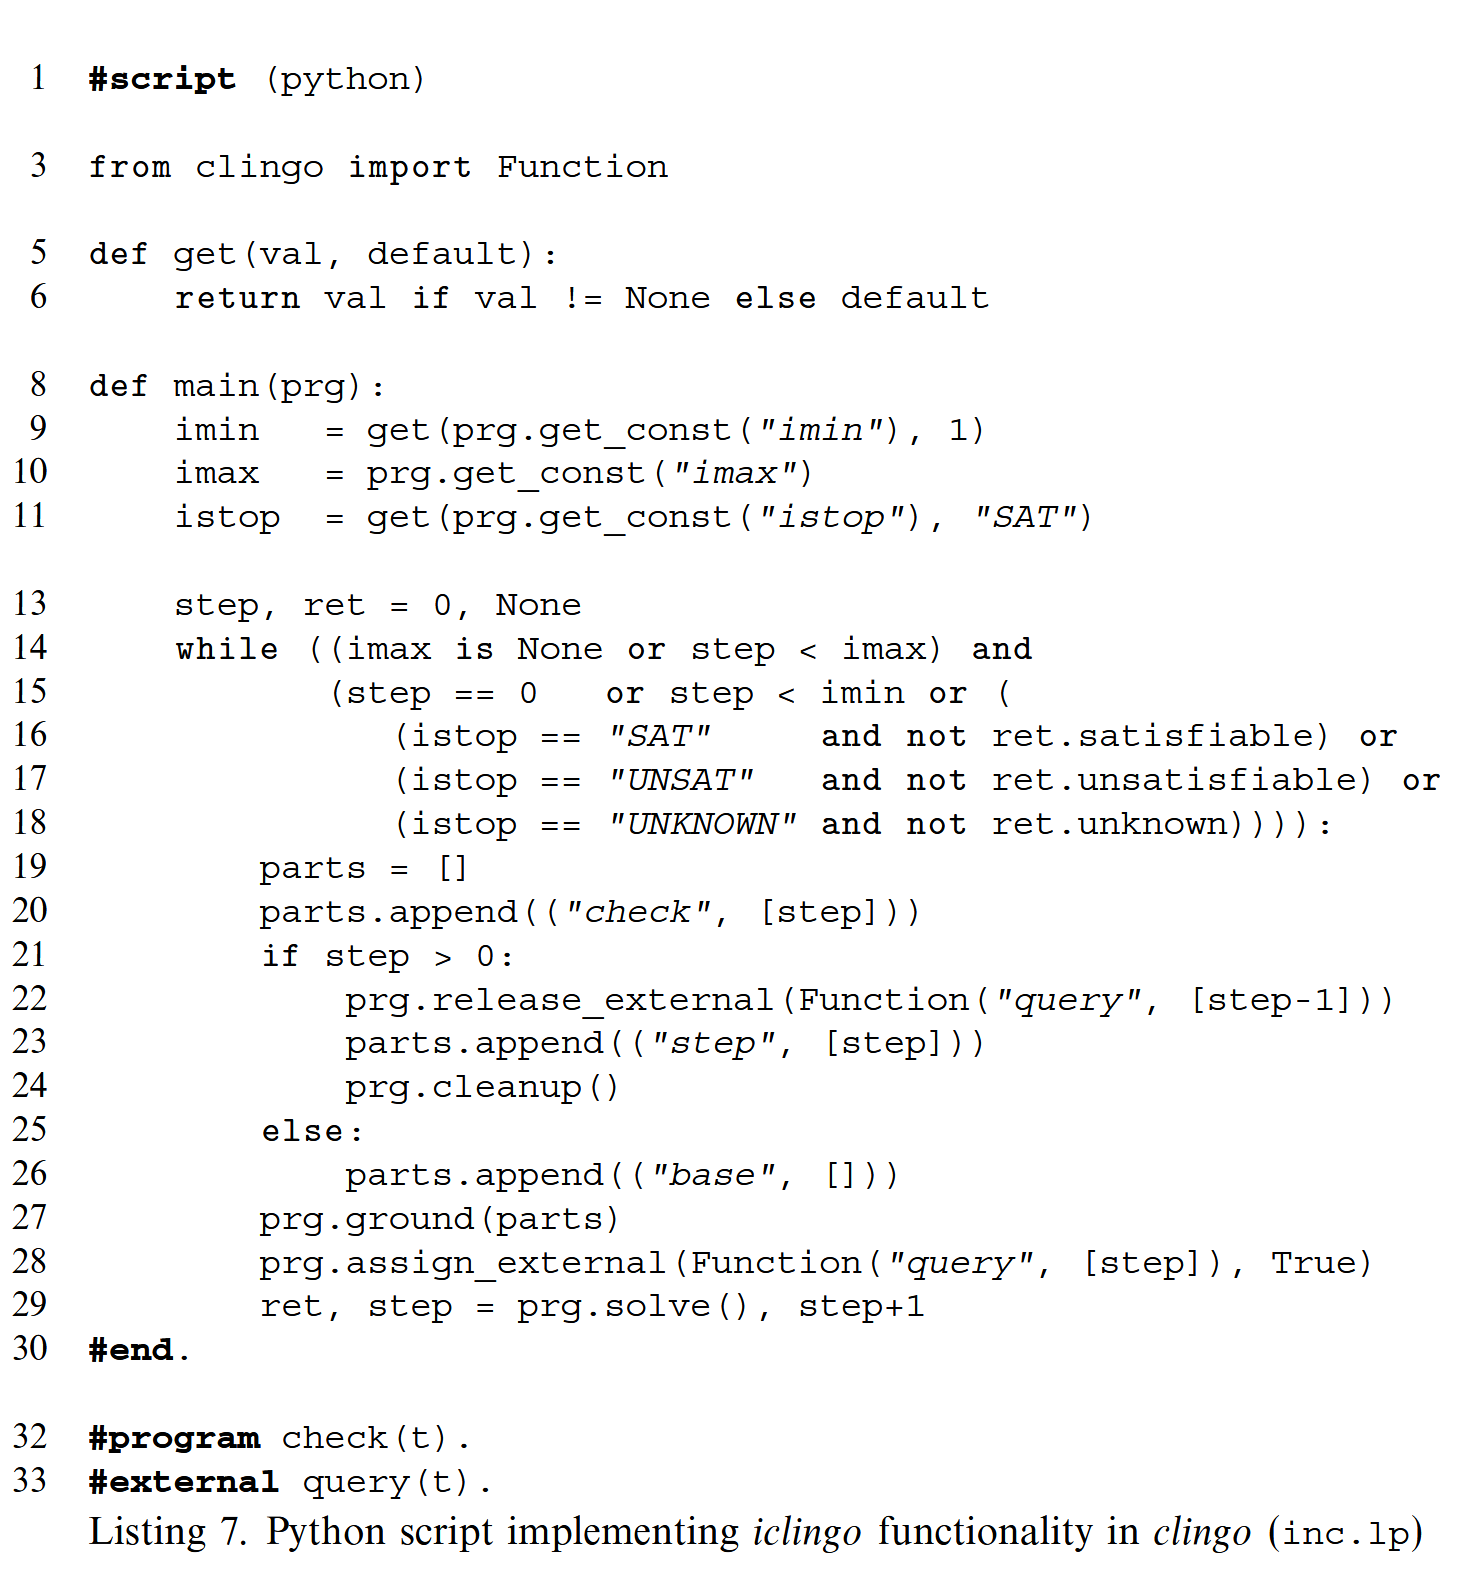 1 #script (python)
3 from clingo import Function
5 def get(val, default):
6     return val if val != None else default
8 def main(prg):
9     imin   = get(prg.get_const("imin"), 1)
10     imax   = prg.get_const("imax")
11     istop  = get(prg.get_const("istop"), "SAT")
13     step, ret = 0, None
14     while ((imax is None or step < imax) and
15            (step == 0   or step < imin or (
16               (istop == "SAT"     and not ret.satisfiable) or
17               (istop == "UNSAT"   and not ret.unsatisfiable) or
18               (istop == "UNKNOWN" and not ret.unknown)))):
19         parts = []
20         parts.append(("check", [step]))
21         if step > 0:
22             prg.release_external(Function("query", [step-1]))
23             parts.append(("step", [step]))
24             prg.cleanup()
25         else:
26             parts.append(("base", []))
27         prg.ground(parts)
28         prg.assign_external(Function("query", [step]), True)
29         ret, step = prg.solve(), step+1
30 #end.
32 #program check(t).
33 #external query(t).
Listing 7. Python script implementing iclingo functionality in clingo (inc.lp)